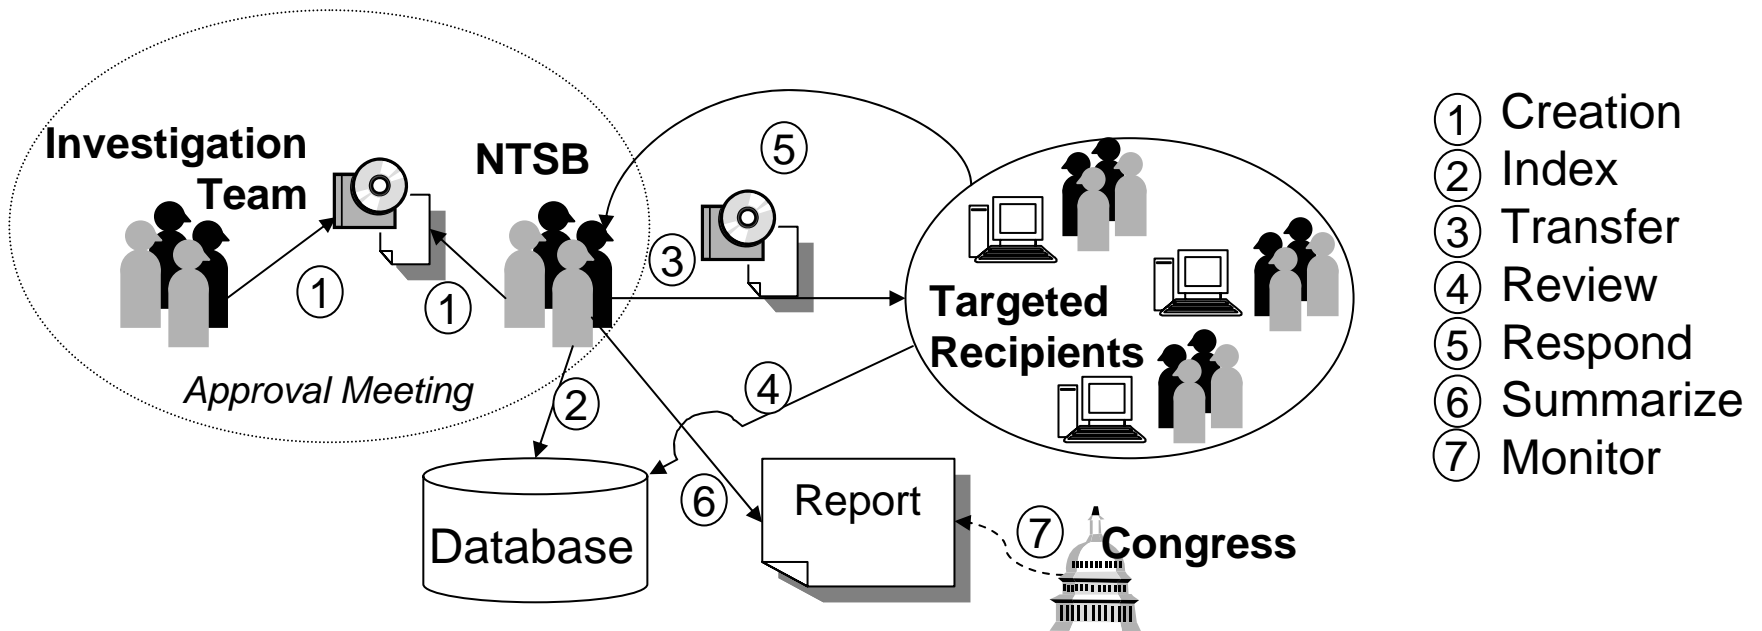 Investigation
Team
NTSB
1
1
Approval Meeting
2
3
5
4
6
Targeted
Recipients
Database
Report
7
Congress
1 Creation
2 Index
3 Transfer
4 Review
5 Respond
6 Summarize
7 Monitor